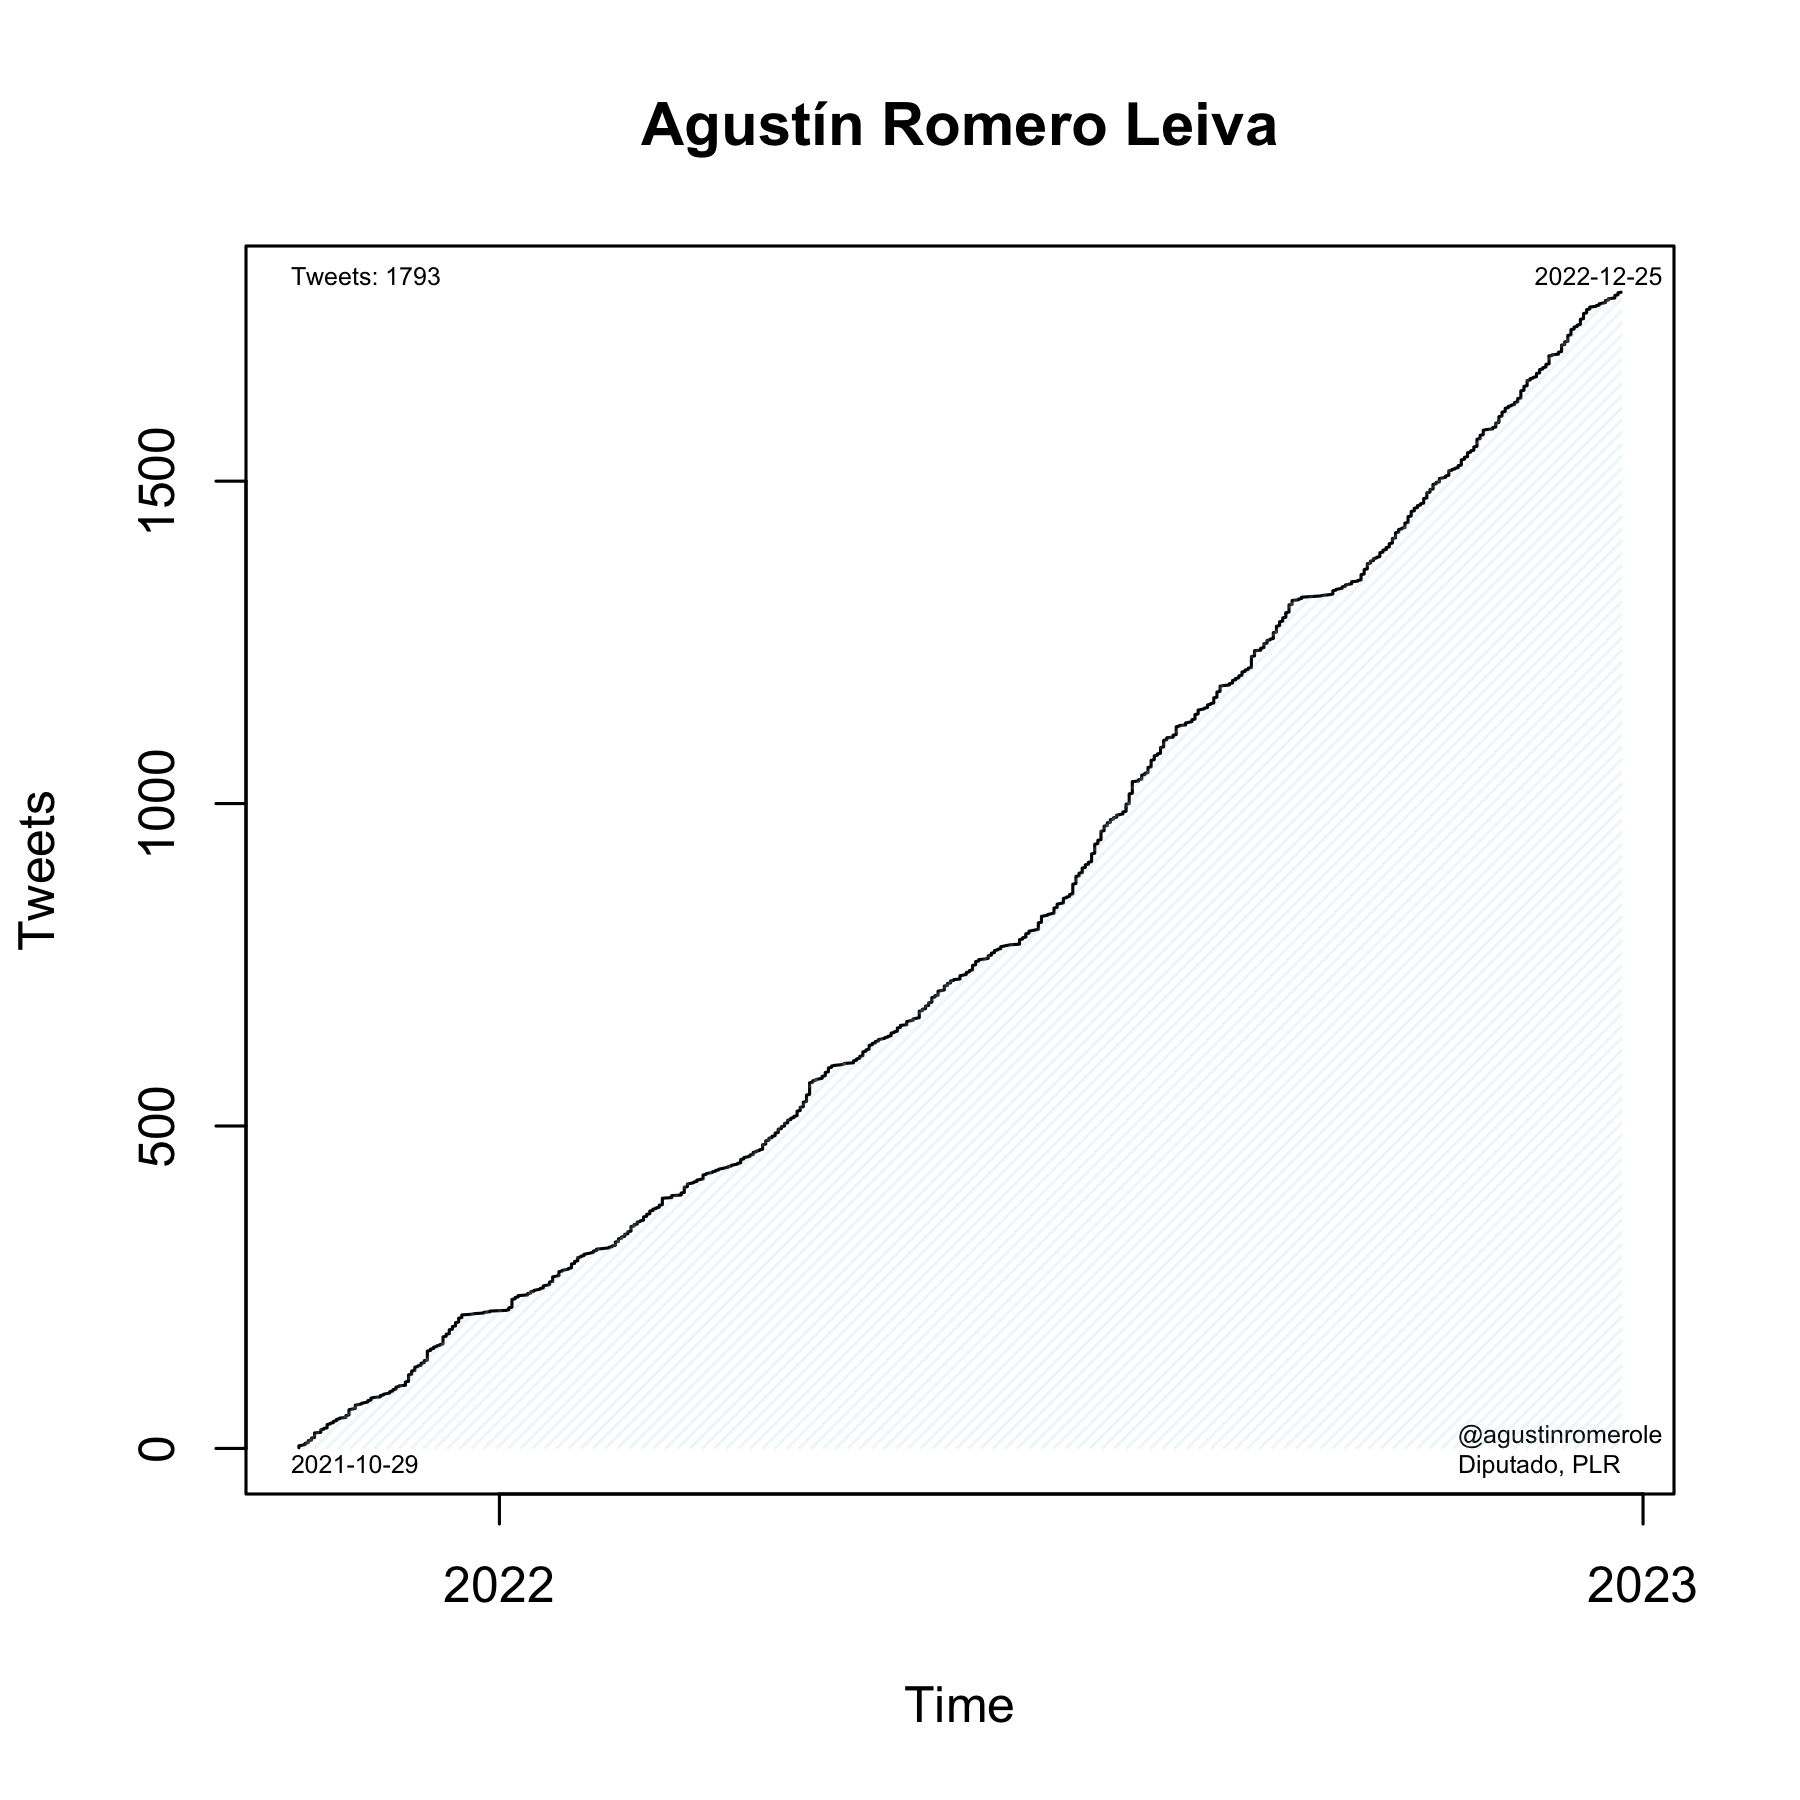 Agustín Romero Leiva
Tweets: 1793
2022-12-25
1500
1000
500
0
Tweets
@agustinromerole
2021-10-29
Diputado, PLR
2022
2023
Time